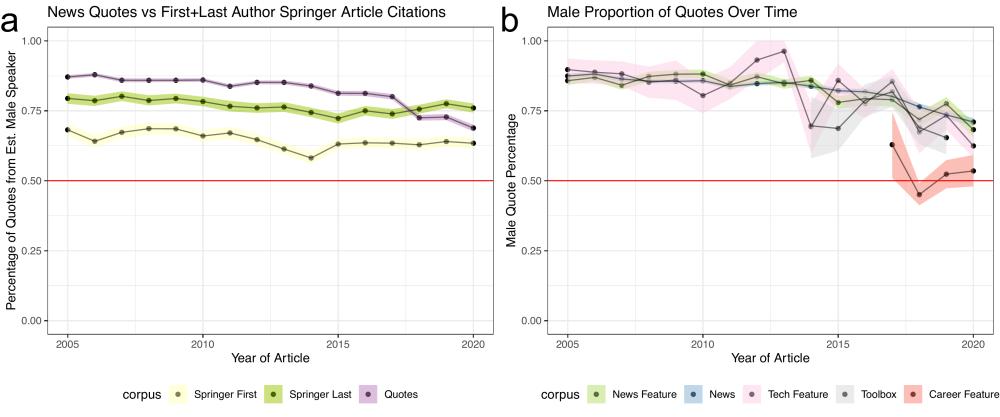 a
News Quotes vs First+Last Author Springer Article Citations
Percentage of Quotes from Est. Male Speaker
1.00
0.75
0.50
0.25
0.00
2005
2010
2015
2020
Year of Article
corpus
Springer First
Springer Last
Quotes
b
Male Proportion of Quotes Over Time
Male Quote Percentage
1.00
0.75
0.50
0.25
0.00
2005
2010
2015
2020
Year of Article
corpus
News Feature
News
Tech Feature
Toolbox
Career Feature